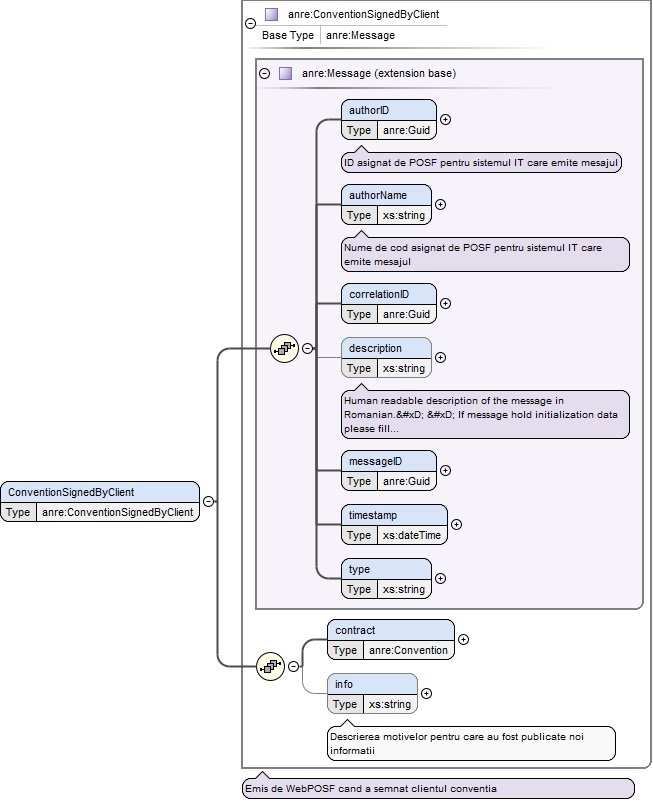 anre:ConventionSignedByClient
Base Type anre:Message
anre:Message (extension base)
authorID
Type anre:Guid
ID asignat de POSF pentru sistemul IT care emite mesajul
authorName
Type xs:string
Nume de cod asignat de POSF pentru sistemul IT care
emite mesajul
correlationID
Type anre:Guid
description
Type xs:string
Human readable description of the message in
Romanian.&#xD; &#xD; If message hold initialization data
please fill...
messageID
Type anre:Guid
timestamp
Type xs:dateTime
type
Type xs:string
ConventionSignedByClient
Type anre:ConventionSignedByClient
contract
Type anre:Convention
info
Type xs:string
Descrierea motivelor pentru care au fost publicate noi
informatii
Emis de WebPOSF cand a semnat clientul conventia